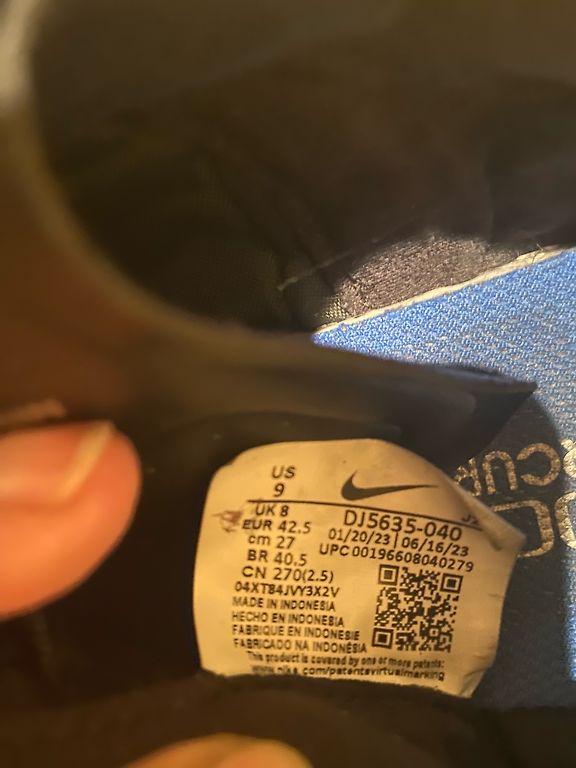 US
9
UK 8
EUR 42.5
cm 27
BR 40.5
CN 270(2.5)
04XT84JVY3X2V
MADE IN INDONESIA
HECHO EN INDONESIA
FABRIQUE EN INDONESIE
FABRICADO NA INDONÉSIA
This product is covered by one or more patents:
www.nike.com/patentsvirtualmarking
DJ5635-040
01/20/23 | 06/16/23
UPC 00196608040279